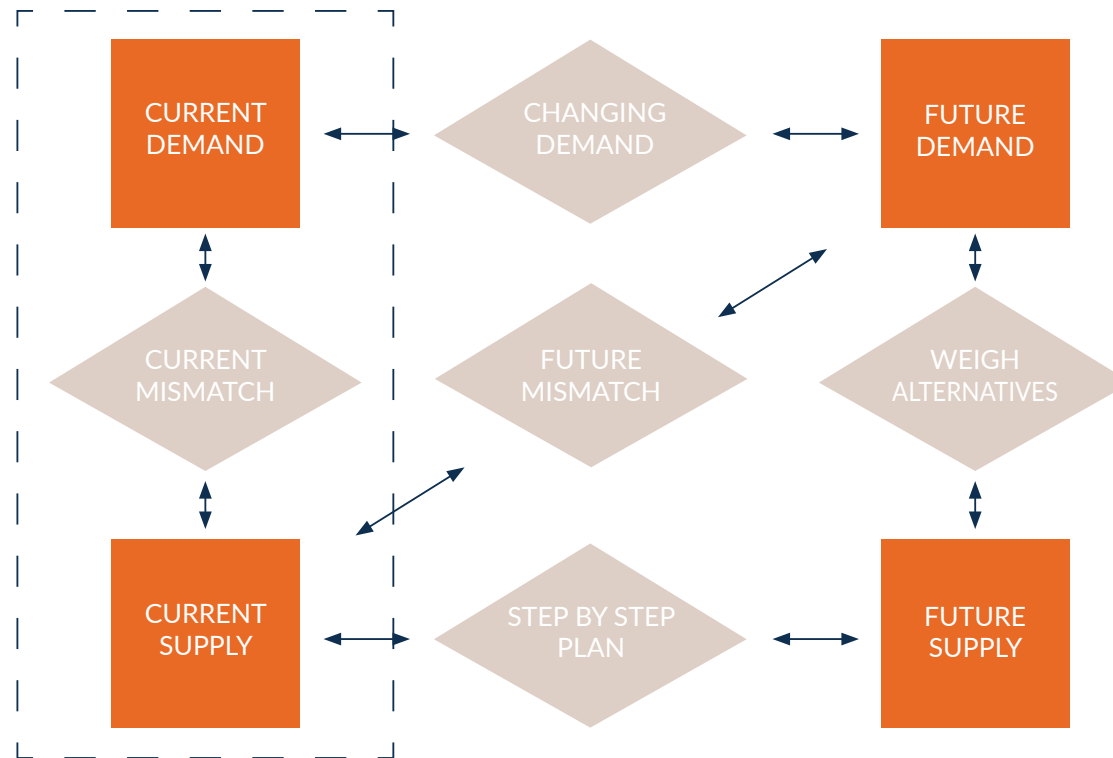 CURRENT
DEMAND
CHANGING
DEMAND
FUTURE
DEMAND
CURRENT
MISMATCH
FUTURE
MISMATCH
WEIGH
ALTERNATIVES
CURRENT
SUPPLY
STEP BY STEP
PLAN
FUTURE
SUPPLY